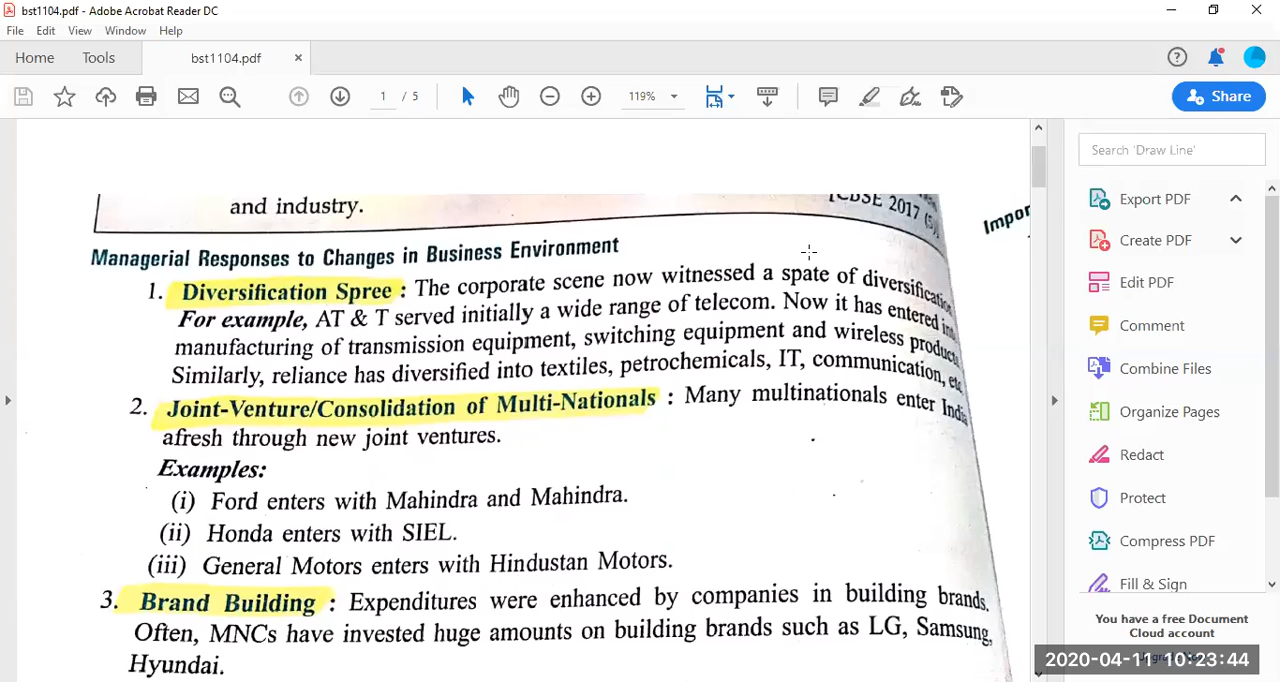 bst1104.pdf - Adobe Acrobat Reader DC
File Edit View Window Help
Home Tools bst1104.pdf ×
1 / 5 119% Share
Search 'Draw Line'
Export PDF
Create PDF
Edit PDF
Comment
Combine Files
Organize Pages
Redact
Protect
Compress PDF
Fill & Sign
You have a free Document
Cloud account
2020-04-11 10:23:44
and industry.
[CBSE 2017 (5)]
Managerial Responses to Changes in Business Environment
1. Diversification Spree : The corporate scene now witnessed a spate of diversification
For example, AT & T served initially a wide range of telecom. Now it has entered into
manufacturing of transmission equipment, switching equipment and wireless products
Similarly, reliance has diversified into textiles, petrochemicals, IT, communication, etc
2. Joint-Venture/Consolidation of Multi-Nationals : Many multinationals enter India
afresh through new joint ventures.
Examples:
(i) Ford enters with Mahindra and Mahindra.
(ii) Honda enters with SIEL.
(iii) General Motors enters with Hindustan Motors.
3. Brand Building : Expenditures were enhanced by companies in building brands.
Often, MNCs have invested huge amounts on building brands such as LG, Samsung,
Hyundai.
Impor